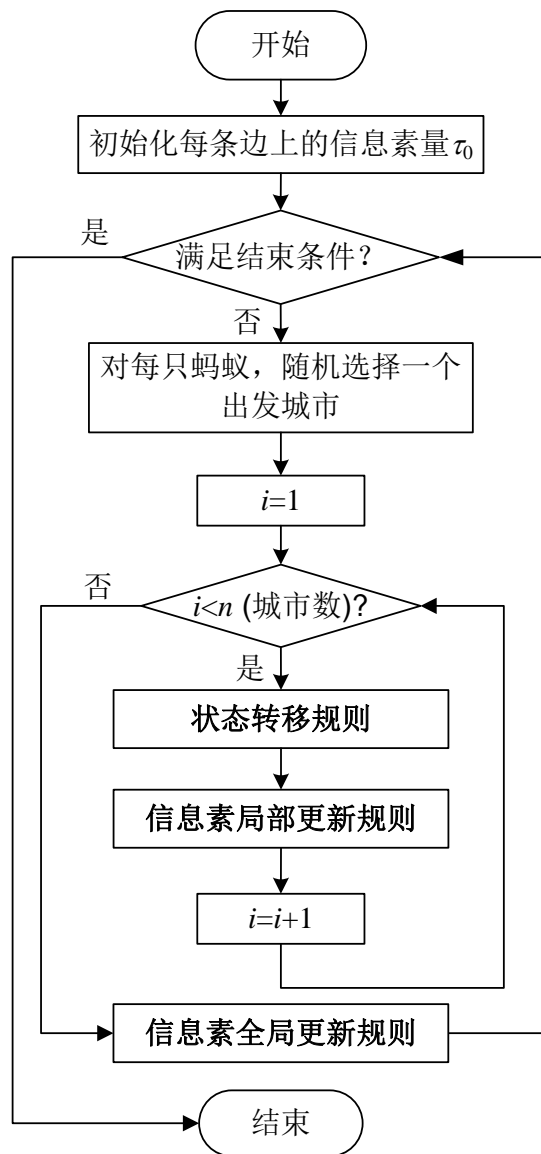 开始
初始化每条边上的信息素量τ0
是
满足结束条件？
否
对每只蚂蚁，随机选择一个
出发城市
i=1
否
i<n (城市数)?
是
状态转移规则
信息素局部更新规则
i=i+1
信息素全局更新规则
结束